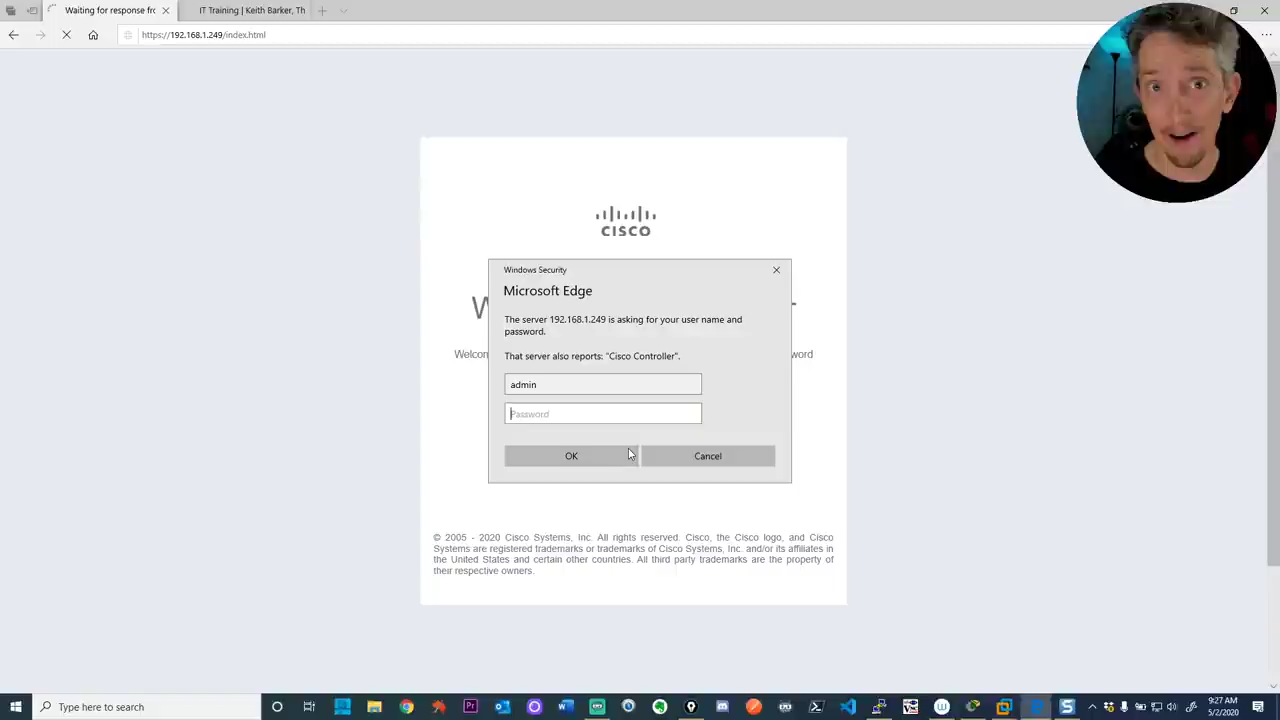 Waiting for response fro
IT Training | Keith Barker, Th
https://192.168.1.249/index.html
CISCO
W
Welcon
word
Windows Security
Microsoft Edge
The server 192.168.1.249 is asking for your user name and
password.
That server also reports: "Cisco Controller".
admin
Password
OK
Cancel
© 2005 - 2020 Cisco Systems, Inc. All rights reserved. Cisco, the Cisco logo, and Cisco
Systems are registered trademarks or trademarks of Cisco Systems, Inc. and/or its affiliates in
the United States and certain other countries. All third party trademarks are the property of
their respective owners.
Type here to search
9:27 AM
5/2/2020